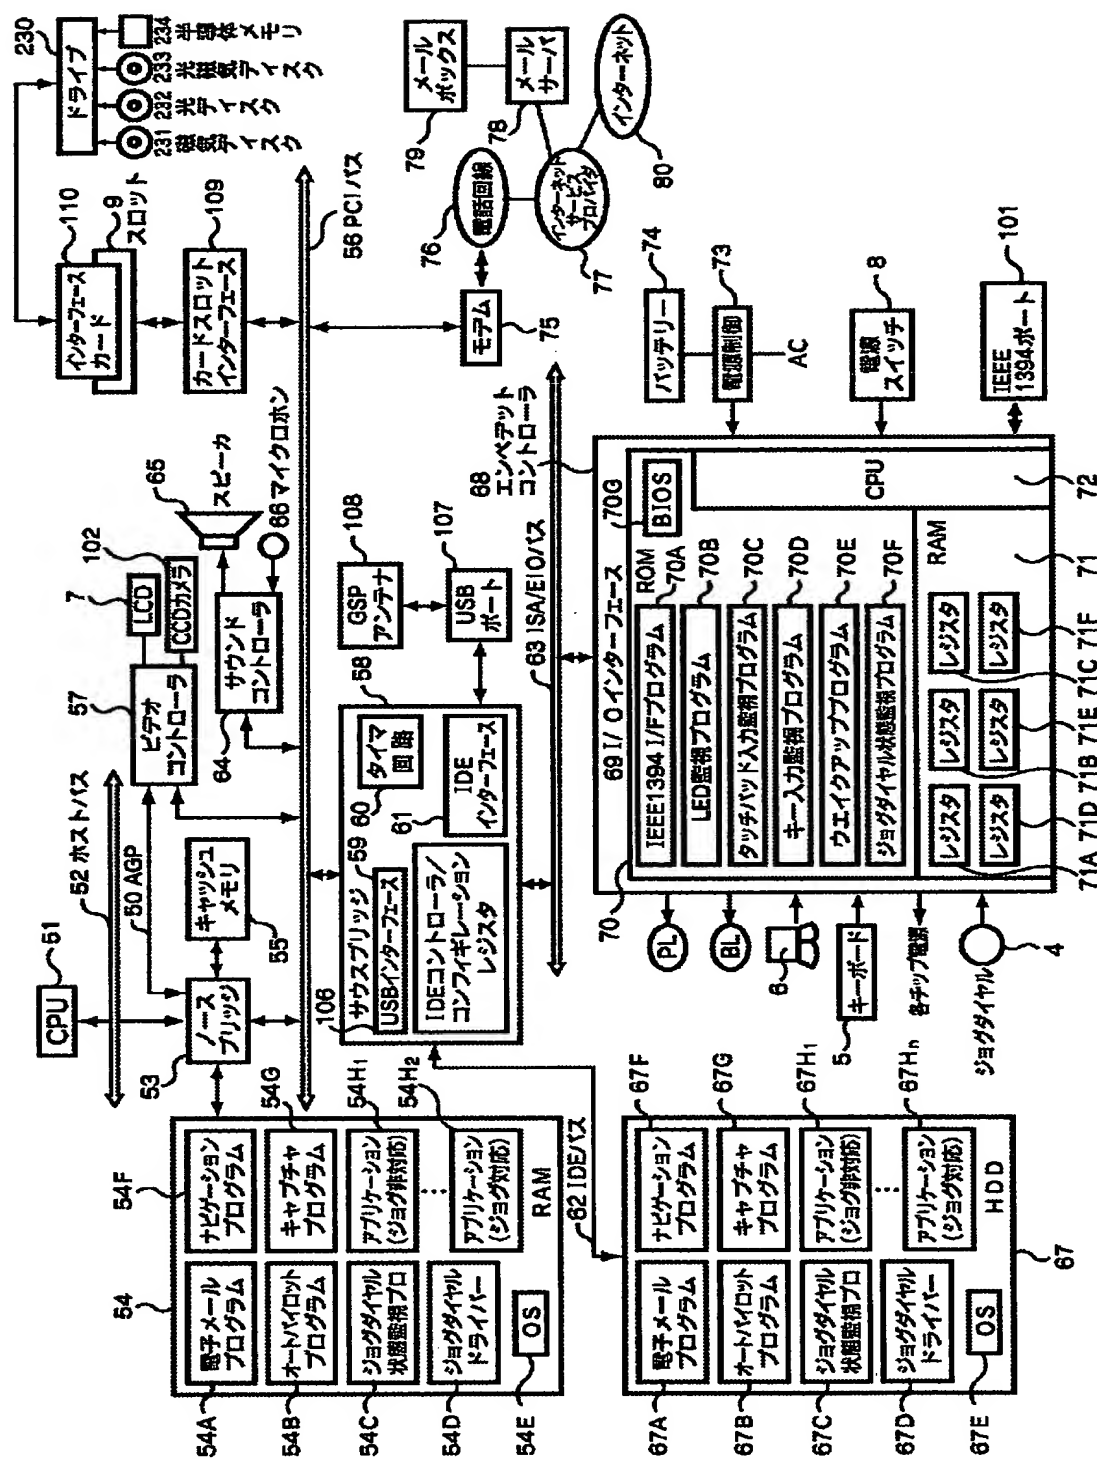 51
CPU
52 ホストバス
50 AGP
53
ノース
ブリッジ
55
キャッシュ
メモリ
57
ビデオ
コントローラ
7
LCD
102
CCDカメラ
65
スピーカ
64
サウンド
コントローラ
66 マイクロホン
110
インターフェース
カード
9
スロット
109
カードスロット
インターフェース
230
ドライブ
231
磁気ディスク
232
光ディスク
233
光磁気ディスク
234
半導体メモリ
56 PCIバス
54
54A
電子メール
プログラム
54B
オートパイロット
プログラム
54C
ジョグダイヤル
状態監視プロ
54D
ジョグダイヤル
ドライバー
54E
OS
54F
ナビゲーション
プログラム
54G
キャプチャ
プログラム
54H1
アプリケーション
(ジョグ非対応)
54H2
アプリケーション
(ジョグ対応)
RAM
58
サウスブリッジ
106
59
USBインターフェース
60
タイマ
回路
61
IDE
インターフェース
IDEコントローラ/
コンフィギレーション
レジスタ
108
GSP
アンテナ
107
USB
ポート
75
モデム
76
電話回線
77
インターネット
サービス
プロバイダ
78
メール
サーバ
79
メール
ボックス
80
インターネット
62 IDEバス
63 ISA/EIOバス
67
67A
電子メール
プログラム
67B
オートパイロット
プログラム
67C
ジョグダイヤル
状態監視プロ
67D
ジョグダイヤル
ドライバー
67E
OS
67F
ナビゲーション
プログラム
67G
キャプチャ
プログラム
67H1
アプリケーション
(ジョグ非対応)
67Hn
アプリケーション
(ジョグ対応)
HDD
68
エンベデット
コントローラ
69 I/Oインターフェース
70
ROM
70A
IEEE1394 I/Fプログラム
70B
LED監視プログラム
70C
タッチパッド入力監視プログラム
70D
キー入力監視プログラム
70E
ウエイクアッププログラム
70F
ジョグダイヤル状態監視プログラム
70G
BIOS
CPU
72
RAM
71
レジスタ
レジスタ
レジスタ
レジスタ
レジスタ
レジスタ
71A
71D
71B
71E
71C
71F
PL
BL
6
キーボード
5
各チップ電源
ジョグダイヤル
4
バッテリー
74
電源制御
73
AC
電源
スイッチ
8
IEEE
1394ポート
101